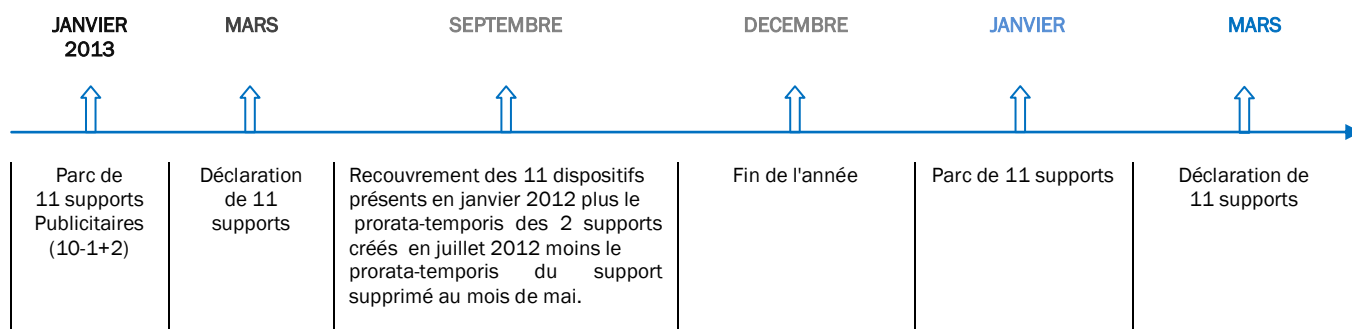 JANVIER
2013
MARS
SEPTEMBRE
DECEMBRE
JANVIER
MARS
Parc de
11 supports
Publicitaires
(10-1+2)
Déclaration
de 11
supports
Recouvrement des 11 dispositifs
présents en janvier 2012 plus le
prorata-temporis des 2 supports
créés en juillet 2012 moins le
prorata-temporis du support
supprimé au mois de mai.
Fin de l'année
Parc de 11 supports
Déclaration de
11 supports